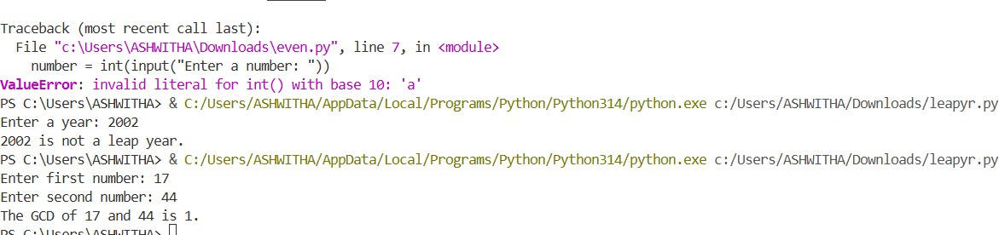 Traceback (most recent call last):
  File "c:\Users\ASHWITHA\Downloads\even.py", line 7, in <module>
    number = int(input("Enter a number: "))
ValueError: invalid literal for int() with base 10: 'a'
PS C:\Users\ASHWITHA> & C:/Users/ASHWITHA/AppData/Local/Programs/Python/Python314/python.exe c:/Users/ASHWITHA/Downloads/leapyr.py
Enter a year: 2002
2002 is not a leap year.
PS C:\Users\ASHWITHA> & C:/Users/ASHWITHA/AppData/Local/Programs/Python/Python314/python.exe c:/Users/ASHWITHA/Downloads/leapyr.py
Enter first number: 17
Enter second number: 44
The GCD of 17 and 44 is 1.
PS C:\Users\ASHWITHA>